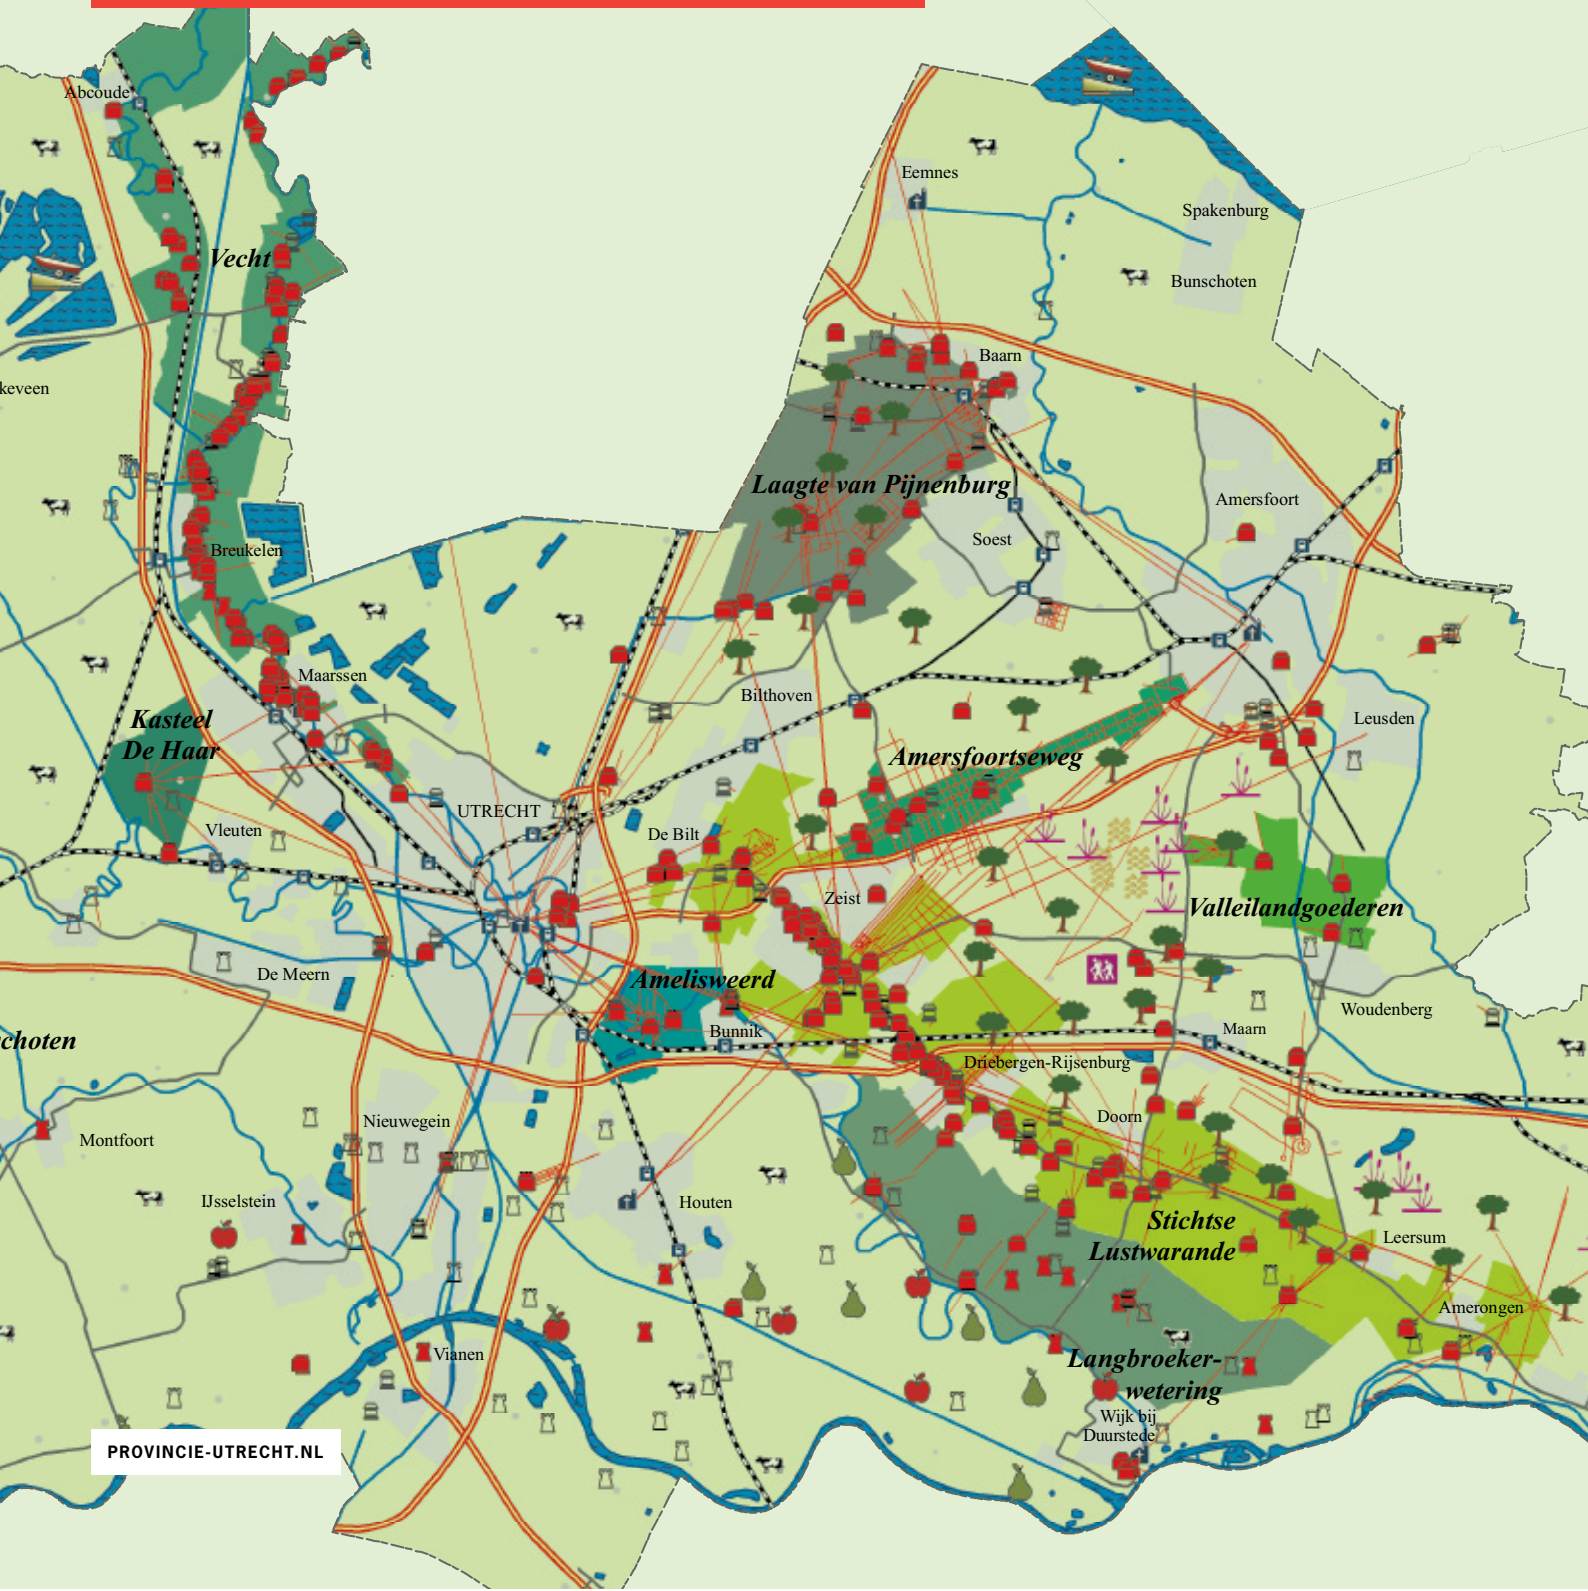 Abcoude
Eemnes
Spakenburg
Vecht
Bunschoten
Baarn
keveen
Laagte van Pijnenburg
Amersfoort
Soest
Breukelen
Maarssen
Bilthoven
Leusden
Kasteel
De Haar
Amersfoortseweg
UTRECHT
Vleuten
De Bilt
Zeist
Valleilandgoederen
De Meern
Amelisweerd
Woudenberg
Bunnik
Maarn
choten
Driebergen-Rijsenburg
Nieuwegein
Doorn
Montfoort
IJsselstein
Houten
Stichtse
Lustwarande
Leersum
Amerongen
Vianen
Langbroeker-
wetering
Wijk bij
Duurstede
PROVINCIE-UTRECHT.NL